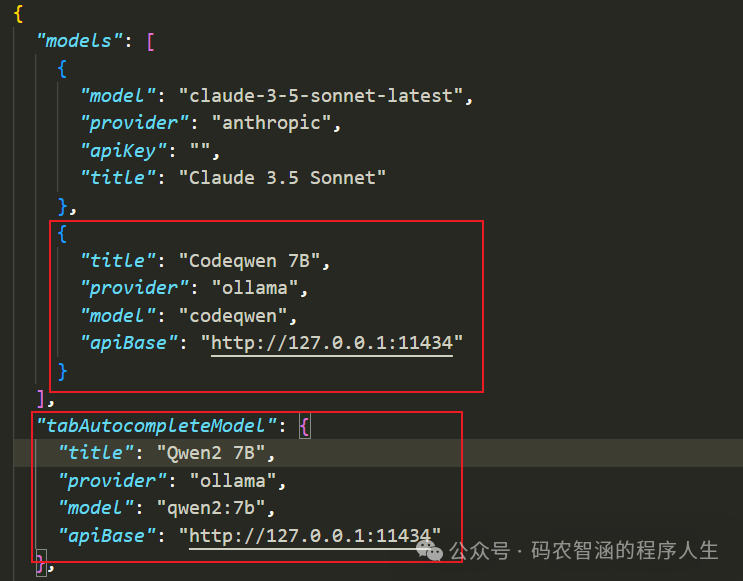 {
"models": [
{
"model": "claude-3-5-sonnet-latest",
"provider": "anthropic",
"apiKey": "",
"title": "Claude 3.5 Sonnet"
},
{
"title": "Codeqwen 7B",
"provider": "ollama",
"model": "codeqwen",
"apiBase": "http://127.0.0.1:11434"
}
],
"tabAutocompleteModel": {
"title": "Qwen2 7B",
"provider": "ollama",
"model": "qwen2:7b",
"apiBase": "http://127.0.0.1:11434"
公众号 · 码农智涵的程序人生
},